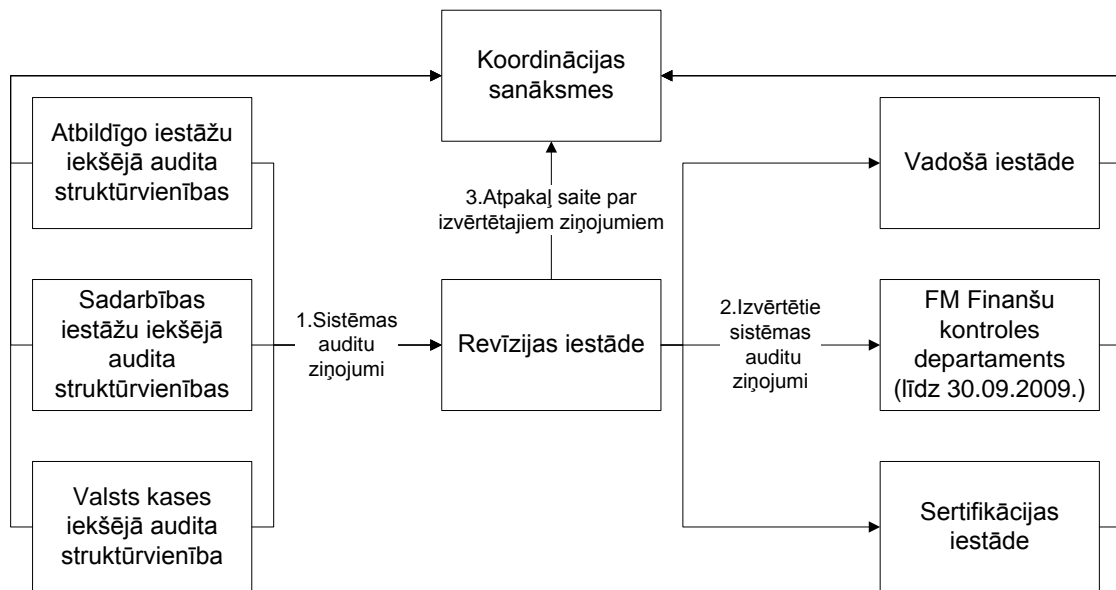 Koordinācijas
sanāksmes
Atbildīgo iestāžu
iekšējā audita
struktūrvienības
Vadošā iestāde
3.Atpakaļ saite par
izvērtētajiem ziņojumiem
Sadarbības
iestāžu iekšējā
audita
struktūrvienības
1.Sistēmas
auditu
ziņojumi
Revīzijas iestāde
2.Izvērtētie
sistēmas
auditu
ziņojumi
FM Finanšu
kontroles
departaments
(līdz 30.09.2009.)
Valsts kases
iekšējā audita
struktūrvienība
Sertifikācijas
iestāde